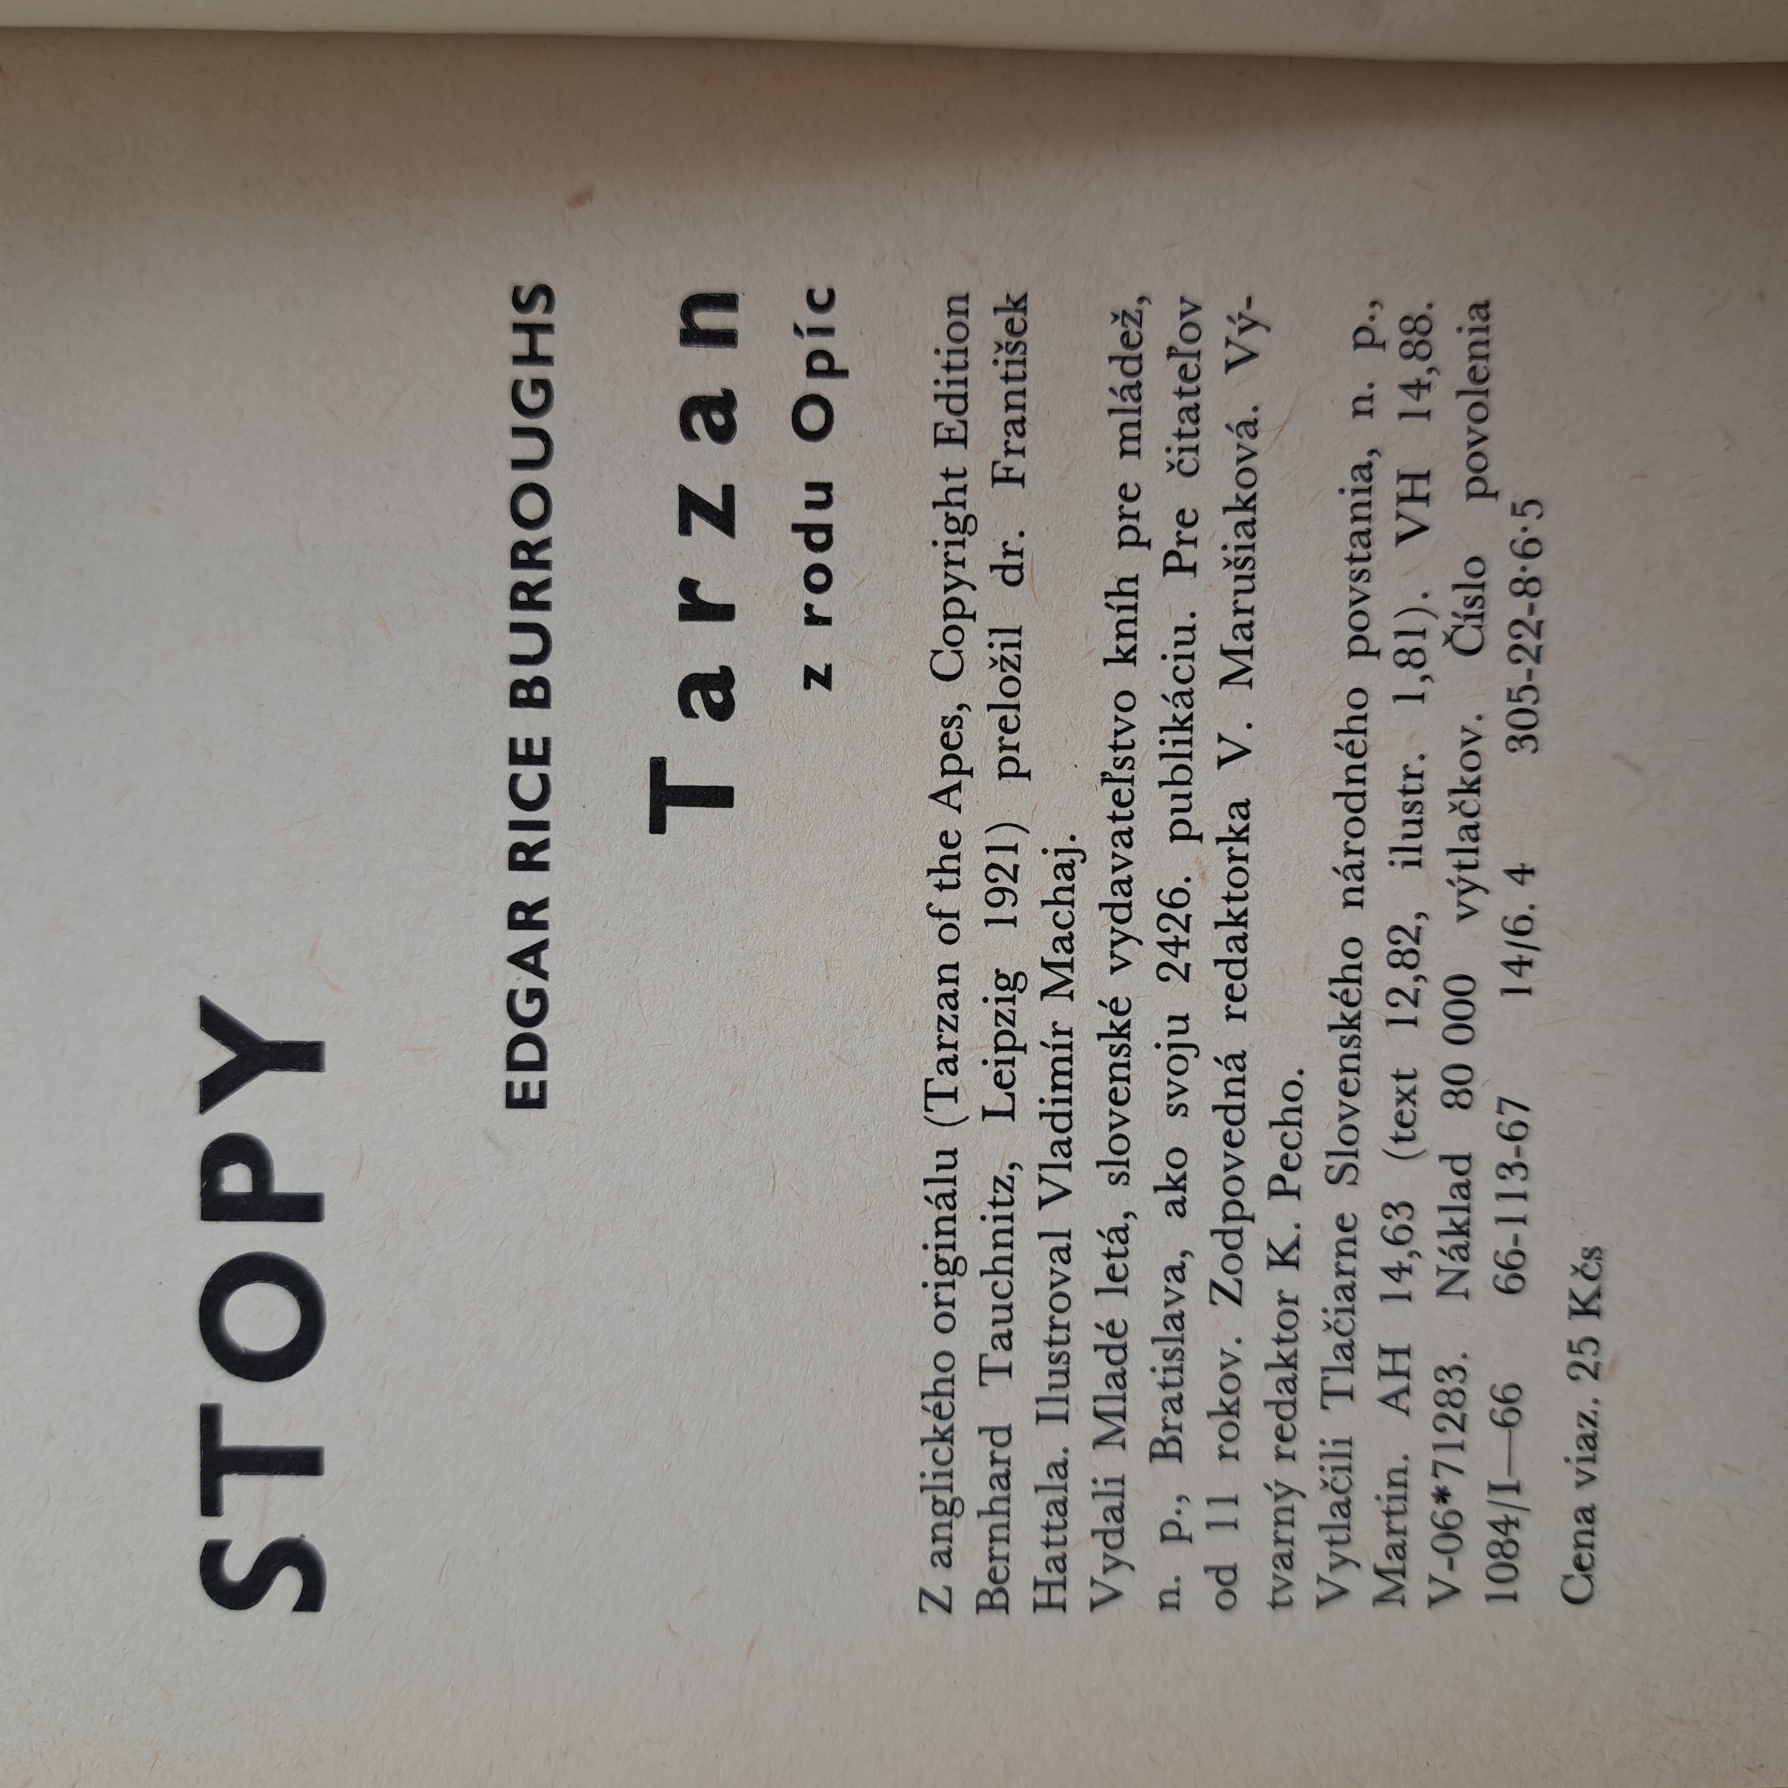 STOPY
EDGAR RICE BURROUGHS
Tarzan
z rodu Opíc
Z anglického originálu (Tarzan of the Apes, Copyright Edition
Bernhard Tauchnitz, Leipzig 1921) preložil dr. František
Hattala. Ilustroval Vladimír Machaj.
Vydali Mladé letá, slovenské vydavateľstvo kníh pre mládež,
n. p., Bratislava, ako svoju 2426. publikáciu. Pre čitateľov
od 11 rokov. Zodpovedná redaktorka V. Marušiaková. Vý-
tvarný redaktor K. Pecho.
Vytlačili Tlačiarne Slovenského národného povstania, n. p.,
Martin. AH 14,63 (text 12,82, ilustr. 1,81). VH 14,88.
V-06*71283. Náklad 80 000 výtlačkov. Číslo povolenia
1084/I—66 66-113-67 14/6. 4 305-22-8·6·5
Cena viaz. 25 Kčs